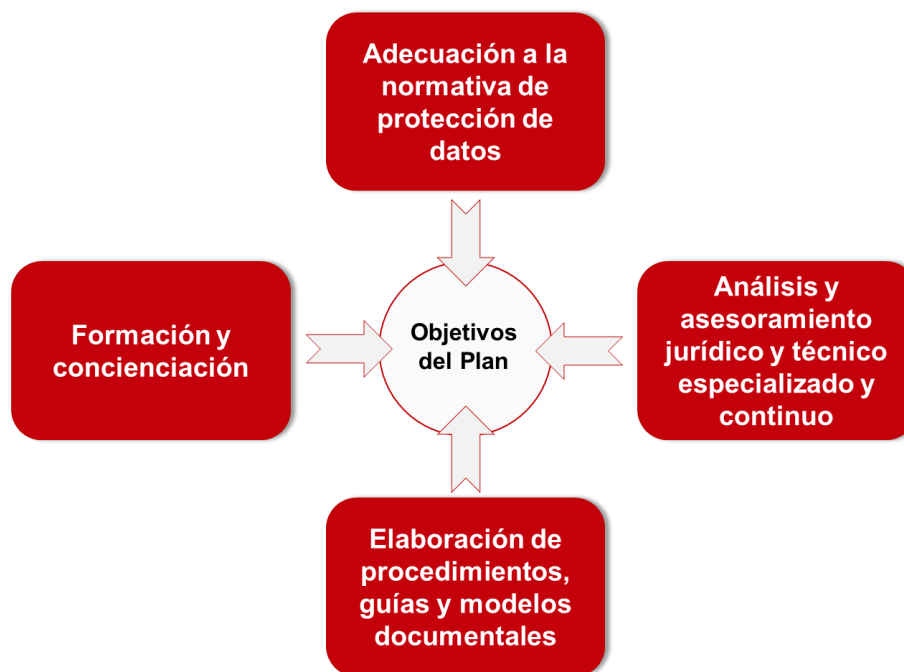 Adecuación a la
normativa de
protección de
datos
Formación y
concienciación
Objetivos
del Plan
Análisis y
asesoramiento
jurídico y técnico
especializado y
continuo
Elaboración de
procedimientos,
guías y modelos
documentales